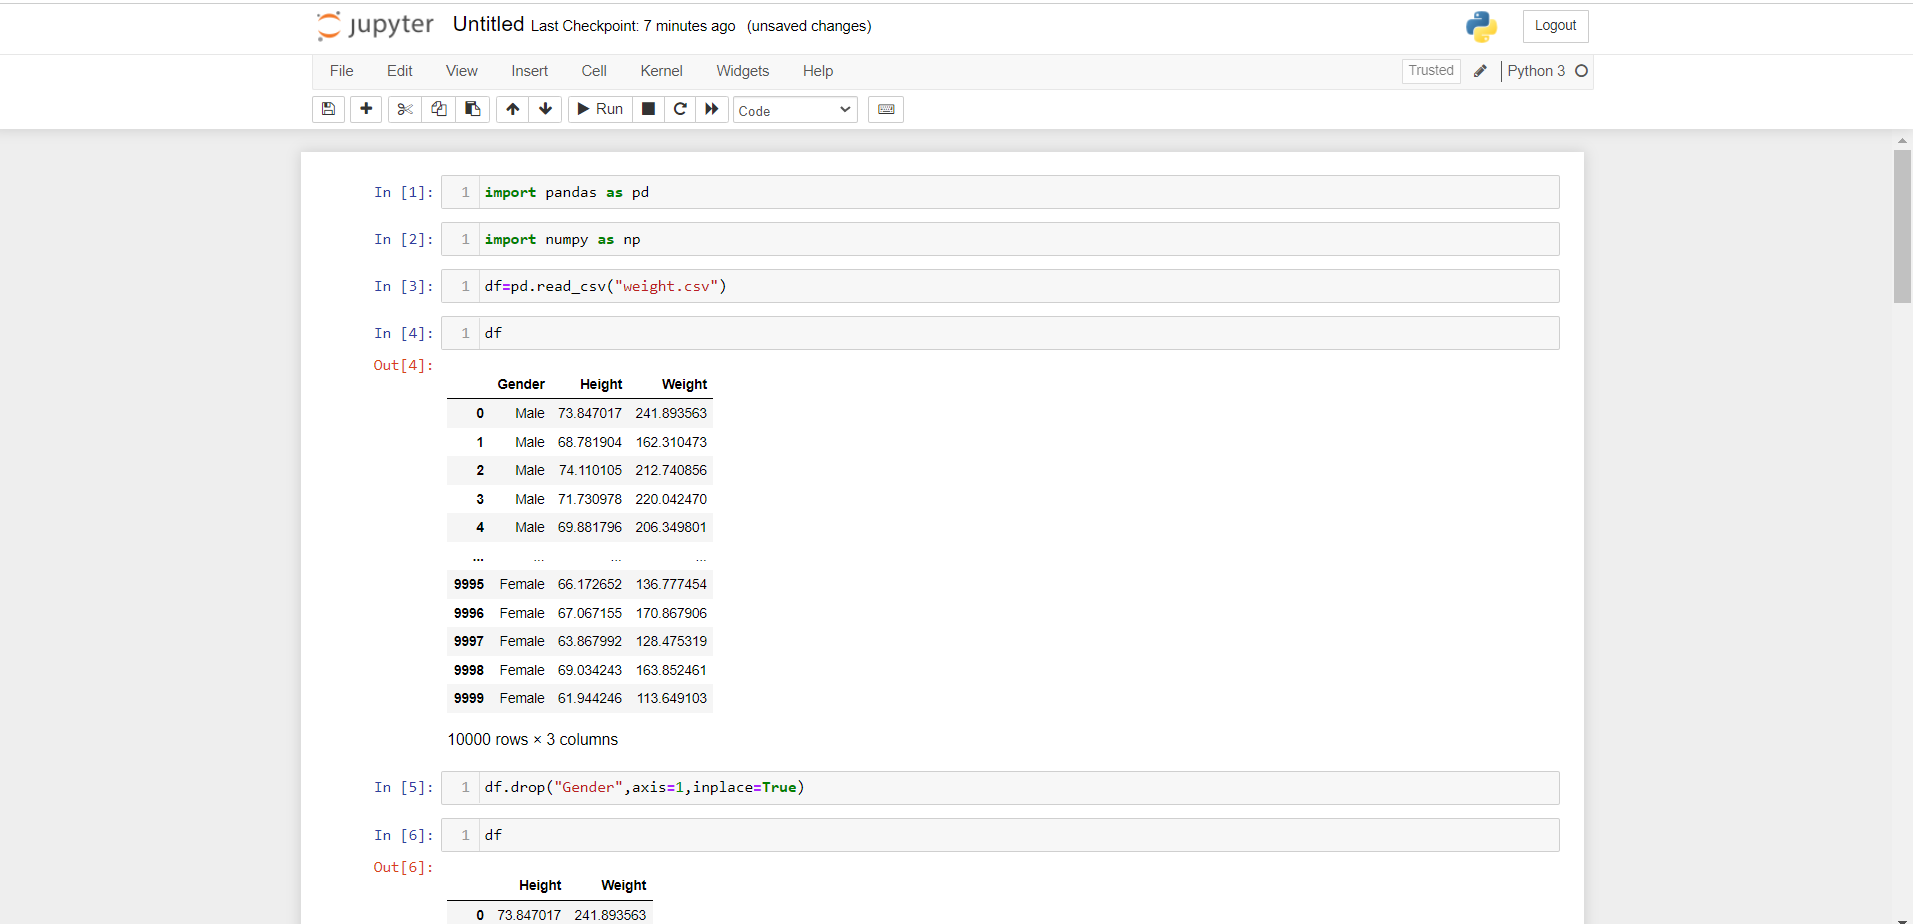 jupyter Untitled Last Checkpoint: 7 minutes ago (unsaved changes) Logout
File Edit View Insert Cell Kernel Widgets Help Trusted Python 3
Run Code
In [1]: 1 import pandas as pd
In [2]: 1 import numpy as np
In [3]: 1 df=pd.read_csv("weight.csv")
In [4]: 1 df
Out[4]:
Gender Height Weight
0 Male 73.847017 241.893563
1 Male 68.781904 162.310473
2 Male 74.110105 212.740856
3 Male 71.730978 220.042470
4 Male 69.881796 206.349801
... ... ... ...
9995 Female 66.172652 136.777454
9996 Female 67.067155 170.867906
9997 Female 63.867992 128.475319
9998 Female 69.034243 163.852461
9999 Female 61.944246 113.649103
10000 rows × 3 columns
In [5]: 1 df.drop("Gender",axis=1,inplace=True)
In [6]: 1 df
Out[6]:
Height Weight
0 73.847017 241.893563